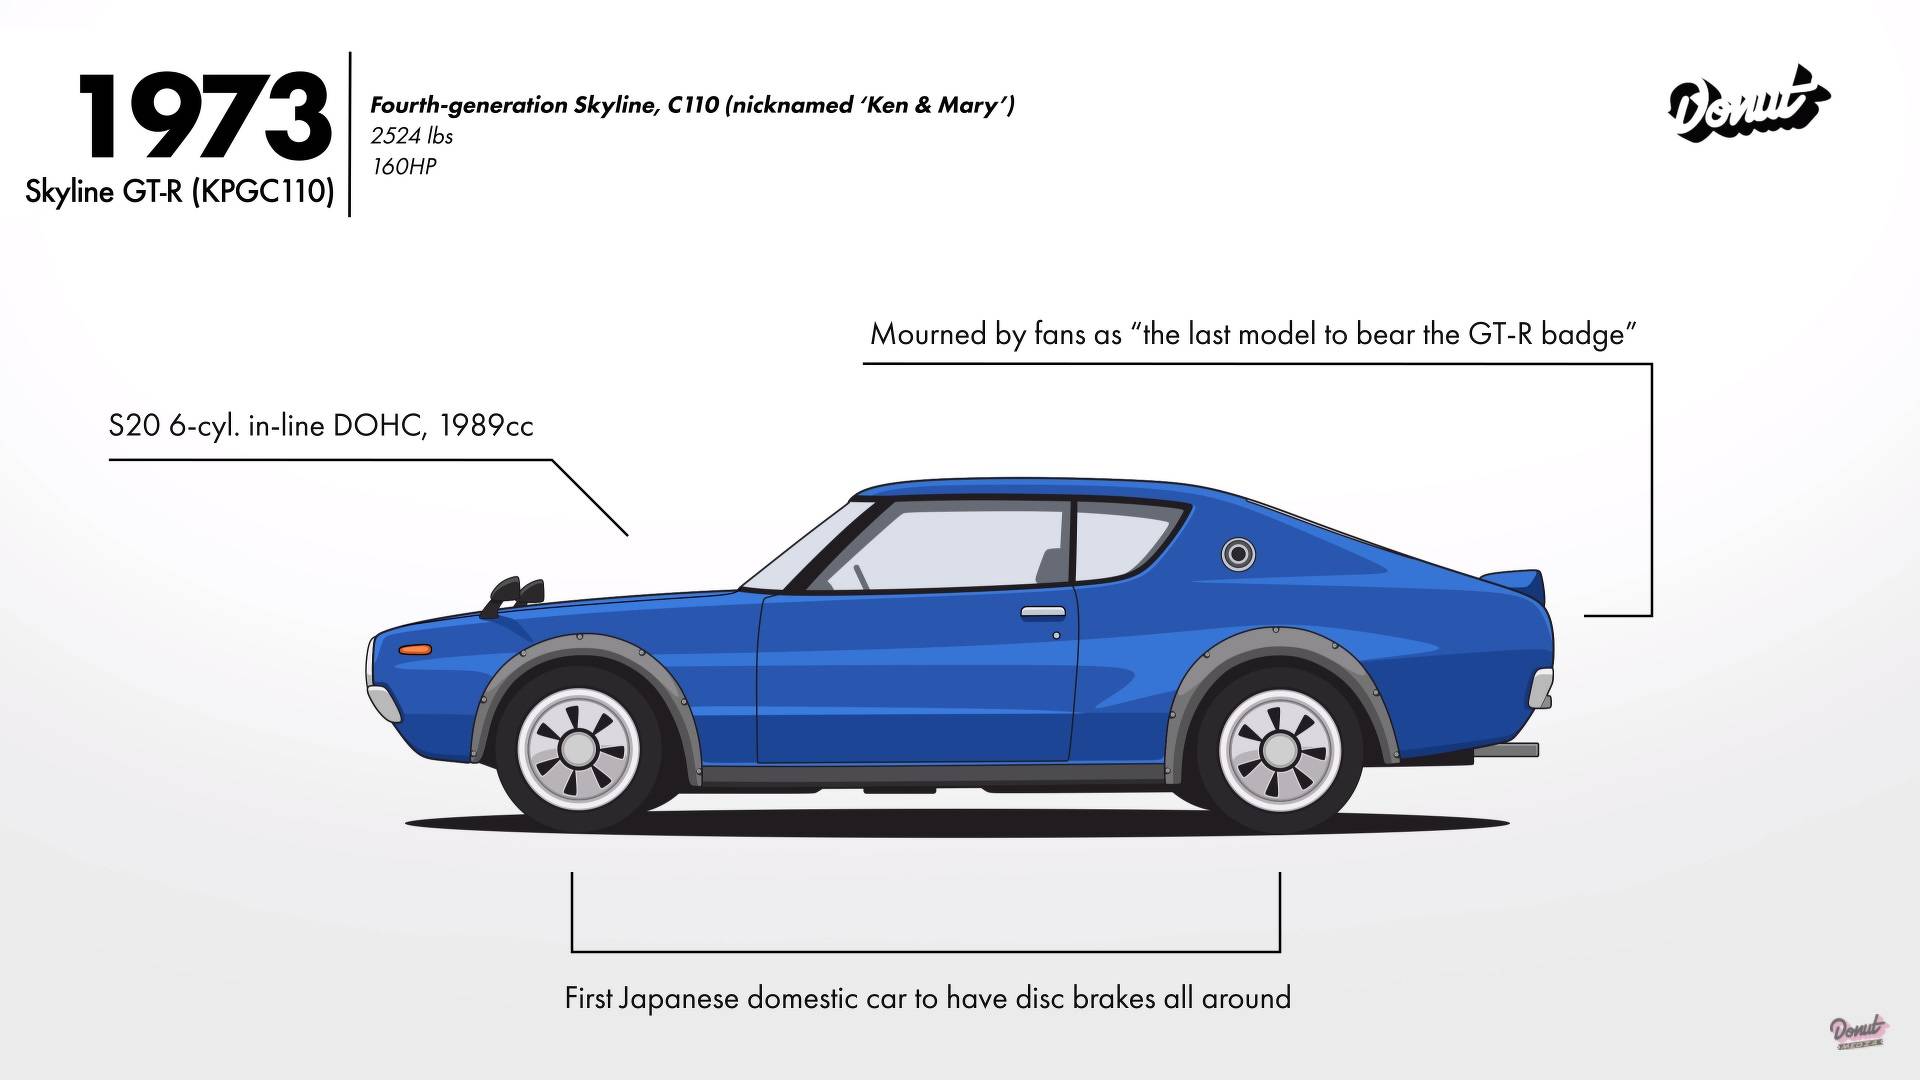 1973
Skyline GT-R (KPGC110)
Fourth-generation Skyline, C110 (nicknamed ‘Ken & Mary’)
2524 lbs
160HP
Donut
Mourned by fans as “the last model to bear the GT-R badge”
S20 6-cyl. in-line DOHC, 1989cc
First Japanese domestic car to have disc brakes all around
Donut
MEDIA